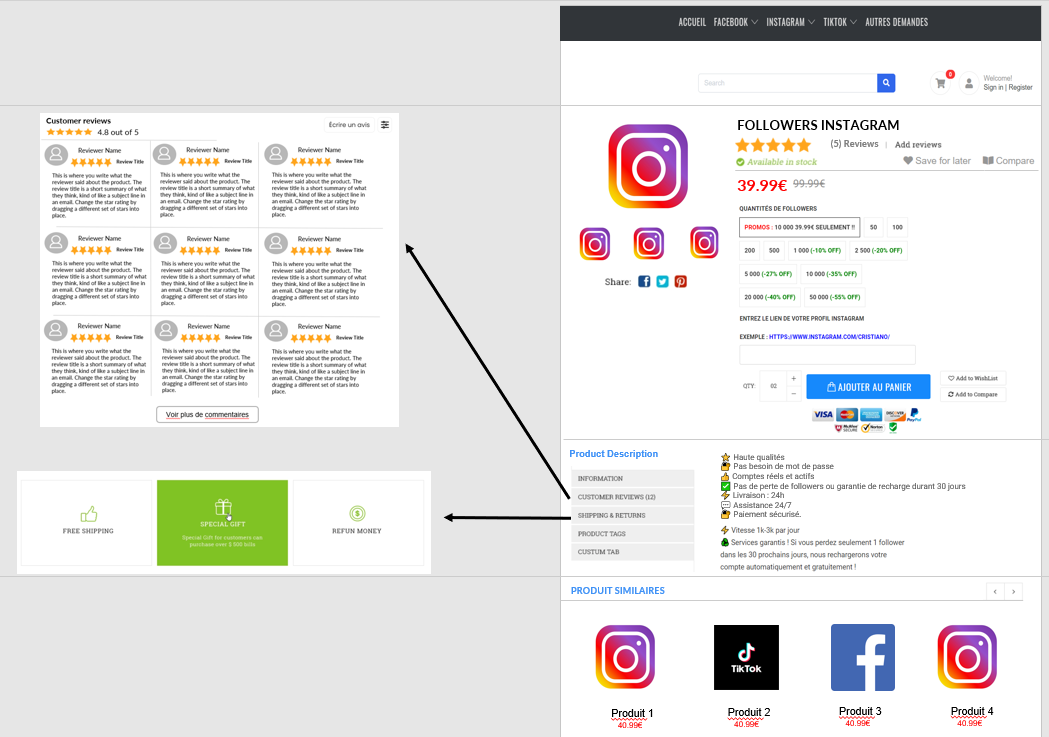 ACCUEIL FACEBOOK INSTAGRAM TIKTOK AUTRES DEMANDES
Search
0
Welcome!
Sign in | Register
Customer reviews
4.8 out of 5
Ecrire un avis
Reviewer Name
Review Title
This is where you write what the
reviewer said about the product. The
review title is a short summary of what
they think, kind of like a subject line in
an email. Change the star rating by
dragging a different set of stars into
place.
Reviewer Name
Review Title
This is where you write what the
reviewer said about the product. The
review title is a short summary of what
they think, kind of like a subject line in
an email. Change the star rating by
dragging a different set of stars into
place.
Reviewer Name
Review Title
This is where you write what the
reviewer said about the product. The
review title is a short summary of what
they think, kind of like a subject line in
an email. Change the star rating by
dragging a different set of stars into
place.
Reviewer Name
Review Title
This is where you write what the
reviewer said about the product. The
review title is a short summary of what
they think, kind of like a subject line in
an email. Change the star rating by
dragging a different set of stars into
place.
Reviewer Name
Review Title
This is where you write what the
reviewer said about the product. The
review title is a short summary of what
they think, kind of like a subject line in
an email. Change the star rating by
dragging a different set of stars into
place.
Reviewer Name
Review Title
This is where you write what the
reviewer said about the product. The
review title is a short summary of what
they think, kind of like a subject line in
an email. Change the star rating by
dragging a different set of stars into
place.
Reviewer Name
Review Title
This is where you write what the
reviewer said about the product. The
review title is a short summary of what
they think, kind of like a subject line in
an email. Change the star rating by
dragging a different set of stars into
place.
Reviewer Name
Review Title
This is where you write what the
reviewer said about the product. The
review title is a short summary of what
they think, kind of like a subject line in
an email. Change the star rating by
dragging a different set of stars into
place.
Reviewer Name
Review Title
This is where you write what the
reviewer said about the product. The
review title is a short summary of what
they think, kind of like a subject line in
an email. Change the star rating by
dragging a different set of stars into
place.
Voir plus de commentaires
FREE SHIPPING
SPECIAL GIFT
Special Gift for customers can
purchase over $ 500 bills
REFUN MONEY
Share:
FOLLOWERS INSTAGRAM
(5) Reviews | Add reviews
Available in stock
Save for later Compare
39.99€ 99.99€
QUANTITÉS DE FOLLOWERS
PROMOS : 10 000 39.99€ SEULEMENT !! 50 100
200 500 1 000 (-10% OFF) 2 500 (-20% OFF)
5 000 (-27% OFF) 10 000 (-35% OFF)
20 000 (-40% OFF) 50 000 (-55% OFF)
ENTREZ LE LIEN DE VOTRE PROFIL INSTAGRAM
EXEMPLE : HTTPS://WWW.INSTAGRAM.COM/CRISTIANO/
QTY: 02 + −
AJOUTER AU PANIER
Add to WishList
Add to Compare
VISA PayPal
Norton
Product Description
INFORMATION
CUSTOMER REVIEWS (12)
SHIPPING & RETURNS
PRODUCT TAGS
CUSTUM TAB
Haute qualités
Pas besoin de mot de passe
Comptes réels et actifs
Pas de perte de followers ou garantie de recharge durant 30 jours
Livraison : 24h
Assistance 24/7
Paiement sécurisé.
Vitesse 1k-3k par jour
Services garantis ! Si vous perdez seulement 1 follower
dans les 30 prochains jours, nous rechargerons votre
compte automatiquement et gratuitement !
PRODUIT SIMILAIRES
TikTok
Produit 1
40.99€
Produit 2
40.99€
Produit 3
40.99€
Produit 4
40.99€